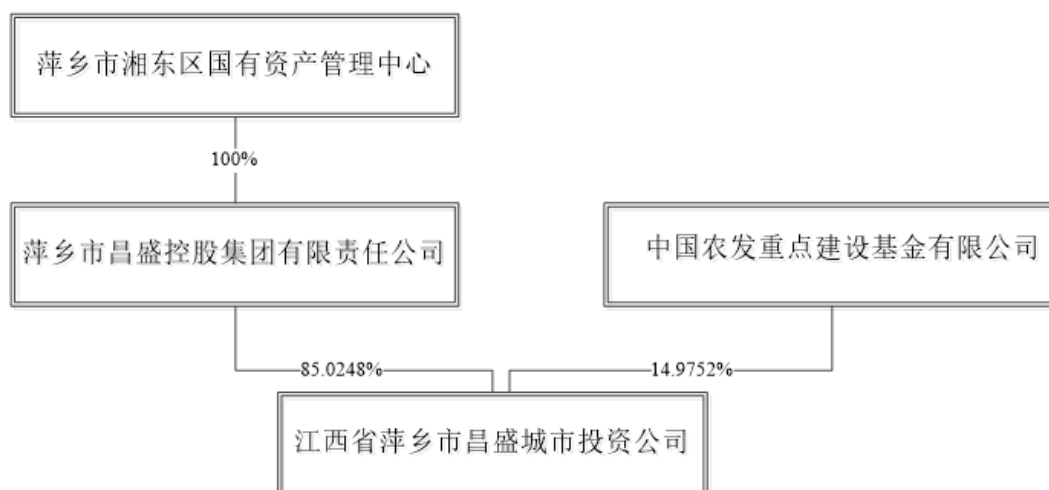 萍乡市湘东区国有资产管理中心
100%
萍乡市昌盛控股集团有限责任公司
中国农发重点建设基金有限公司
85.0248%
14.9752%
江西省萍乡市昌盛城市投资公司